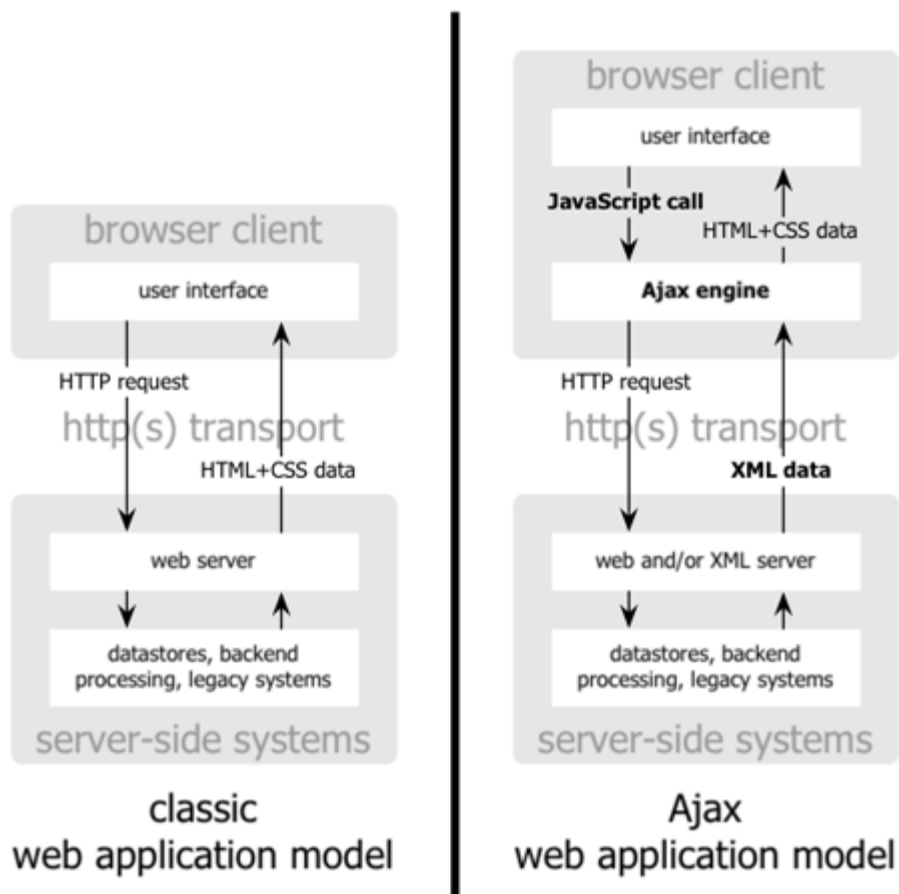 browser client
user interface
HTTP request
http(s) transport
HTML+CSS data
web server
datastores, backend
processing, legacy systems
server-side systems
classic
web application model
browser client
user interface
JavaScript call
HTML+CSS data
Ajax engine
HTTP request
http(s) transport
XML data
web and/or XML server
datastores, backend
processing, legacy systems
server-side systems
Ajax
web application model